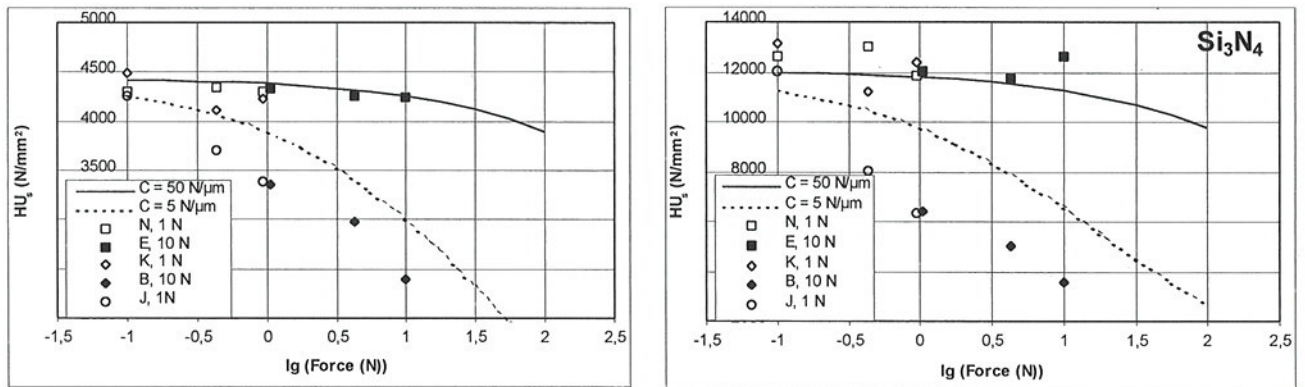 5000
4500
4000
3500
HUs (N/mm²)
C = 50 N/µm
C = 5 N/µm
N, 1 N
E, 10 N
K, 1 N
B, 10 N
J, 1N
-1,5 -1 -0,5 0 0,5 1 1,5 2 2,5
lg (Force (N))
14000
Si₃N₄
12000
10000
8000
HUs (N/mm²)
C = 50 N/µm
C = 5 N/µm
N, 1 N
E, 10 N
K, 1 N
B, 10 N
J, 1 N
-1,5 -1 -0,5 0 0,5 1 1,5 2 2,5
lg (Force (N))